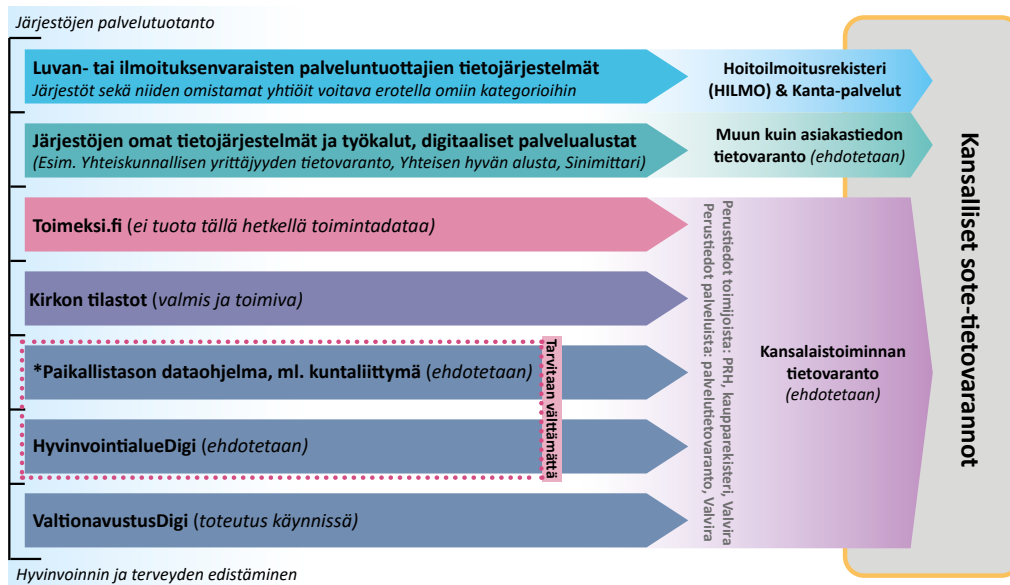 Järjestöjen palvelutuotanto
Luvan- tai ilmoituksenvaraisten palveluntuottajien tietojärjestelmät
Järjestöt sekä niiden omistamat yhtiöit voitava erotella omiin kategorioihin
Hoitoilmoitusrekisteri
(HILMO) & Kanta-palvelut
Järjestöjen omat tietojärjestelmät ja työkalut, digitaaliset palvelualustat
(Esim. Yhteiskunnallisen yrittäjyyden tietovaranto, Yhteisen hyvän alusta, Sinimittari)
Muun kuin asiakastiedon
tietovaranto (ehdotetaan)
Toimeksi.fi (ei tuota tällä hetkellä toimintadataa)
Kirkon tilastot (valmis ja toimiva)
*Paikallistason dataohjelma, ml. kuntaliittymä (ehdotetaan)
HyvinvointialueDigi (ehdotetaan)
Tarvitaan välttämättä
ValtionavustusDigi (toteutus käynnissä)
Perustiedot toimijoista: PRH, kaupparekisteri, Valvira
Perustiedot palveluista: palvelutietovaranto, Valvira
Kansalaistoiminnan
tietovaranto
(ehdotetaan)
Kansalliset sote-tietovarannot
Hyvinvoinnin ja terveyden edistäminen